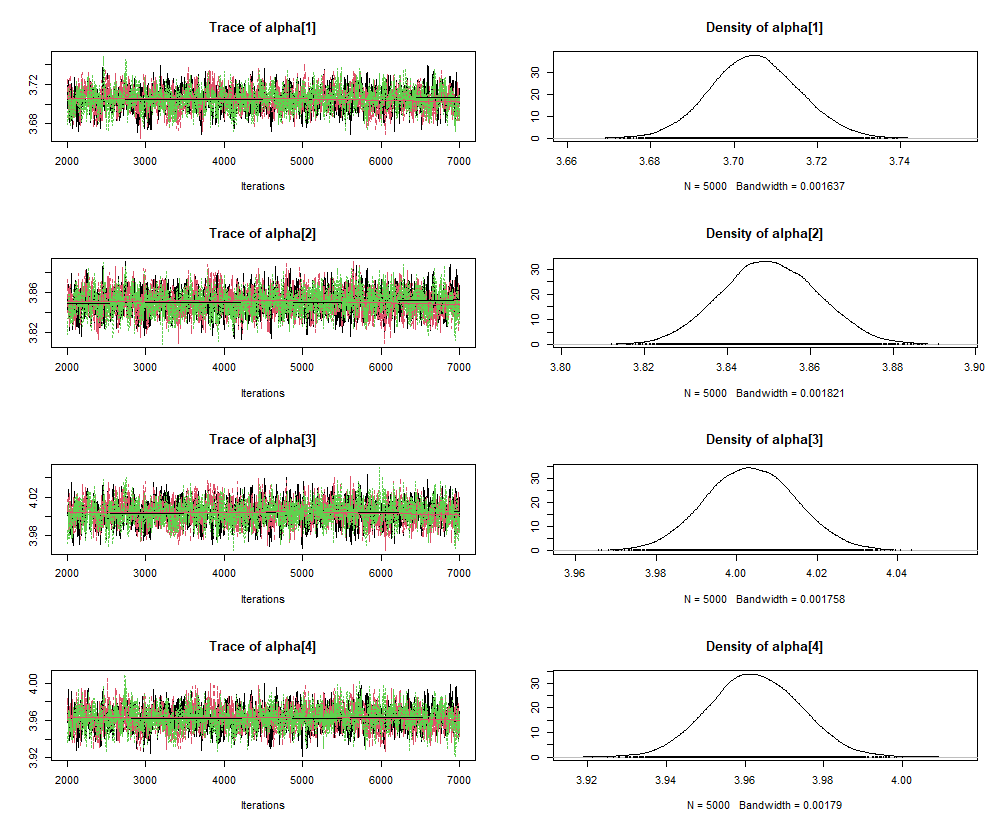 Trace of alpha[1]
3.72
3.68
2000 3000 4000 5000 6000 7000
Iterations
Density of alpha[1]
30
20
10
0
3.66 3.68 3.70 3.72 3.74
N = 5000 Bandwidth = 0.001637
Trace of alpha[2]
3.86
3.82
2000 3000 4000 5000 6000 7000
Iterations
Density of alpha[2]
30
20
10
0
3.80 3.82 3.84 3.86 3.88 3.90
N = 5000 Bandwidth = 0.001821
Trace of alpha[3]
4.02
3.98
2000 3000 4000 5000 6000 7000
Iterations
Density of alpha[3]
30
20
10
0
3.96 3.98 4.00 4.02 4.04
N = 5000 Bandwidth = 0.001758
Trace of alpha[4]
4.00
3.96
3.92
2000 3000 4000 5000 6000 7000
Iterations
Density of alpha[4]
30
20
10
0
3.92 3.94 3.96 3.98 4.00
N = 5000 Bandwidth = 0.00179